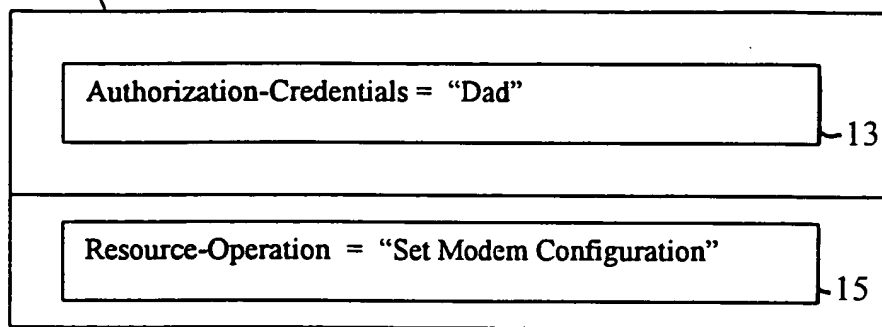 Authorization-Credentials = “Dad”
13
Resource-Operation = “Set Modem Configuration”
15